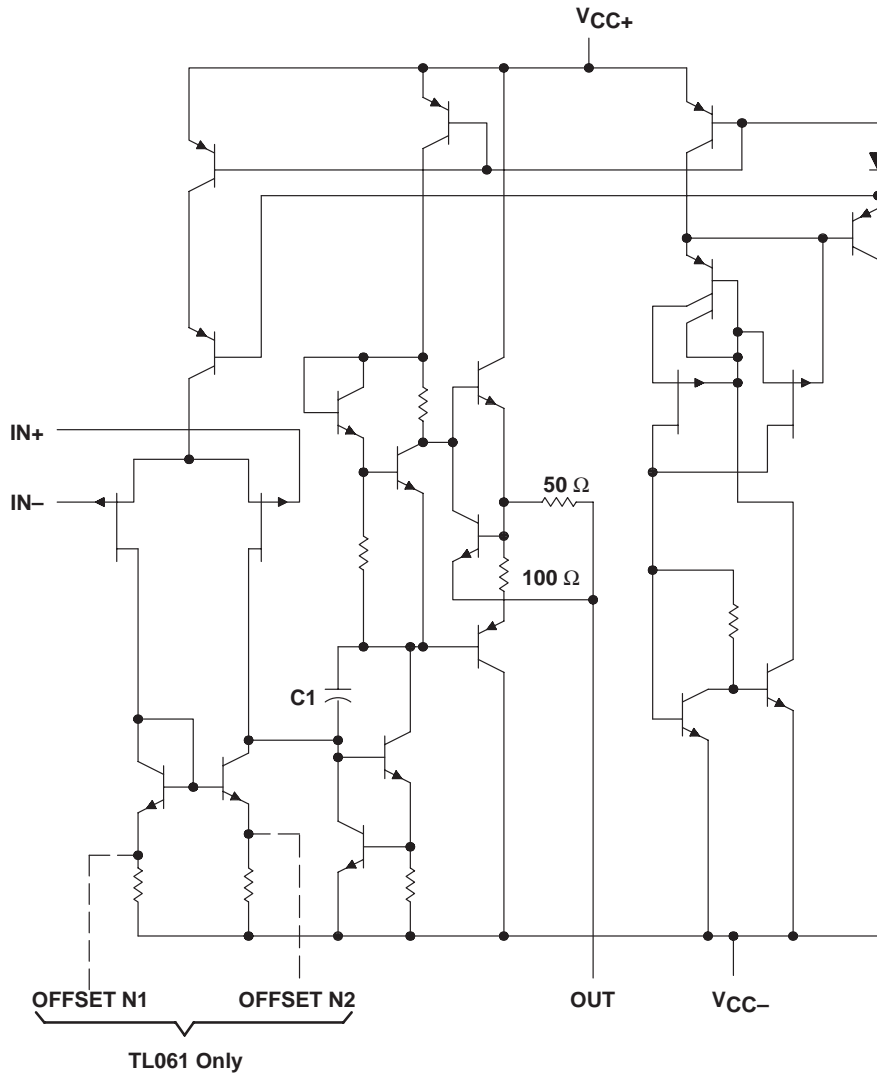 VCC+
IN+
IN–
50 Ω
100 Ω
C1
OFFSET N1
OFFSET N2
OUT
VCC–
TL061 Only